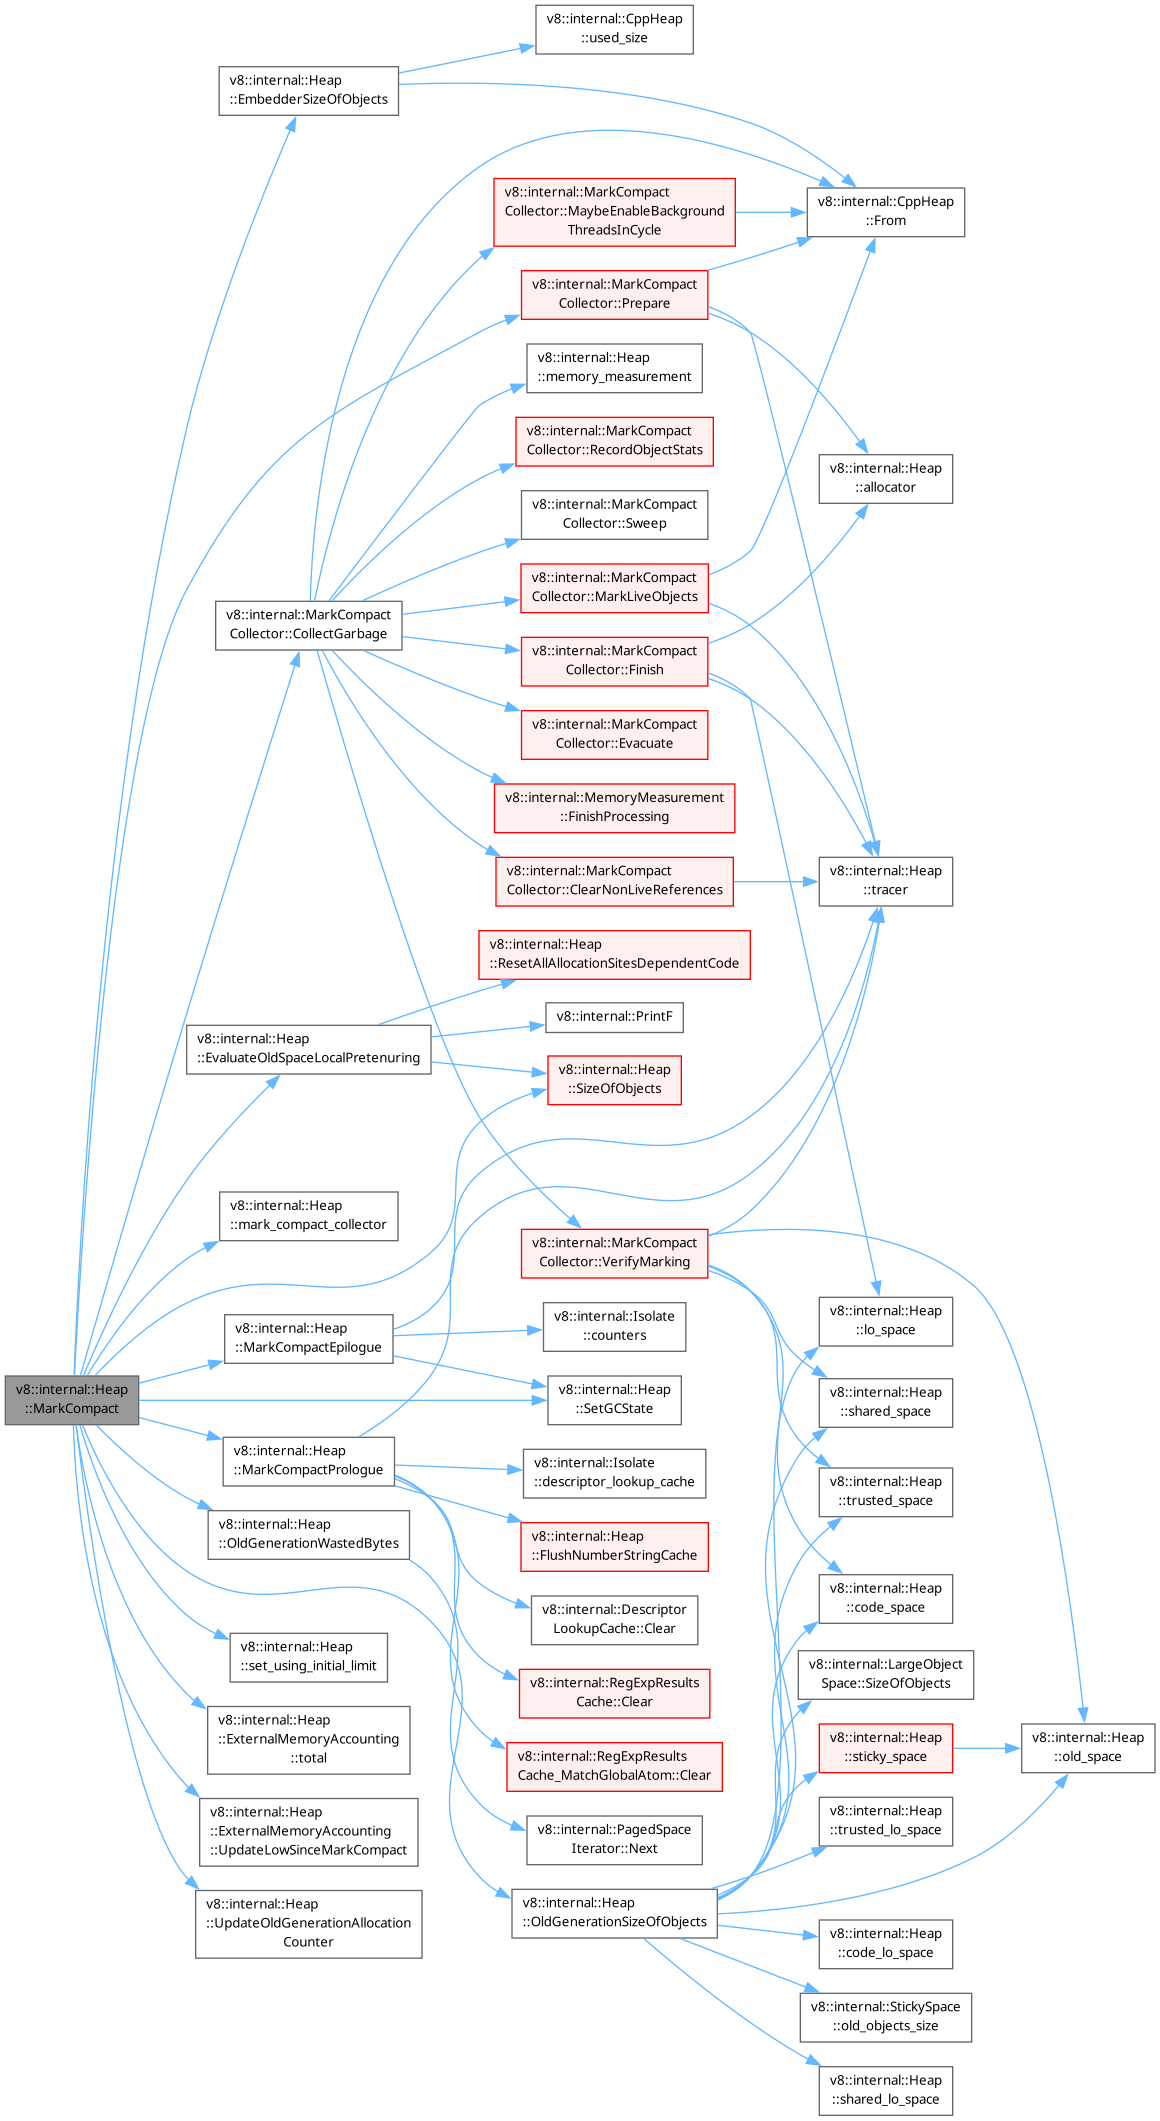 v8::internal::CppHeap
::used_size
v8::internal::Heap
::EmbedderSizeOfObjects
v8::internal::MarkCompact
Collector::MaybeEnableBackground
ThreadsInCycle
v8::internal::CppHeap
::From
v8::internal::MarkCompact
Collector::Prepare
v8::internal::Heap
::memory_measurement
v8::internal::MarkCompact
Collector::RecordObjectStats
v8::internal::Heap
::allocator
v8::internal::MarkCompact
Collector::Sweep
v8::internal::MarkCompact
Collector::MarkLiveObjects
v8::internal::MarkCompact
Collector::CollectGarbage
v8::internal::MarkCompact
Collector::Finish
v8::internal::MarkCompact
Collector::Evacuate
v8::internal::MemoryMeasurement
::FinishProcessing
v8::internal::MarkCompact
Collector::ClearNonLiveReferences
v8::internal::Heap
::tracer
v8::internal::Heap
::ResetAllAllocationSitesDependentCode
v8::internal::PrintF
v8::internal::Heap
::EvaluateOldSpaceLocalPretenuring
v8::internal::Heap
::SizeOfObjects
v8::internal::Heap
::mark_compact_collector
v8::internal::MarkCompact
Collector::VerifyMarking
v8::internal::Heap
::lo_space
v8::internal::Heap
::MarkCompactEpilogue
v8::internal::Isolate
::counters
v8::internal::Heap
::MarkCompact
v8::internal::Heap
::SetGCState
v8::internal::Heap
::shared_space
v8::internal::Heap
::MarkCompactPrologue
v8::internal::Isolate
::descriptor_lookup_cache
v8::internal::Heap
::trusted_space
v8::internal::Heap
::OldGenerationWastedBytes
v8::internal::Heap
::FlushNumberStringCache
v8::internal::Heap
::code_space
v8::internal::Descriptor
LookupCache::Clear
v8::internal::Heap
::set_using_initial_limit
v8::internal::LargeObject
Space::SizeOfObjects
v8::internal::RegExpResults
Cache::Clear
v8::internal::Heap
::ExternalMemoryAccounting
::total
v8::internal::RegExpResults
Cache_MatchGlobalAtom::Clear
v8::internal::Heap
::sticky_space
v8::internal::Heap
::old_space
v8::internal::Heap
::ExternalMemoryAccounting
::UpdateLowSinceMarkCompact
v8::internal::PagedSpace
Iterator::Next
v8::internal::Heap
::trusted_lo_space
v8::internal::Heap
::UpdateOldGenerationAllocation
Counter
v8::internal::Heap
::OldGenerationSizeOfObjects
v8::internal::Heap
::code_lo_space
v8::internal::StickySpace
::old_objects_size
v8::internal::Heap
::shared_lo_space